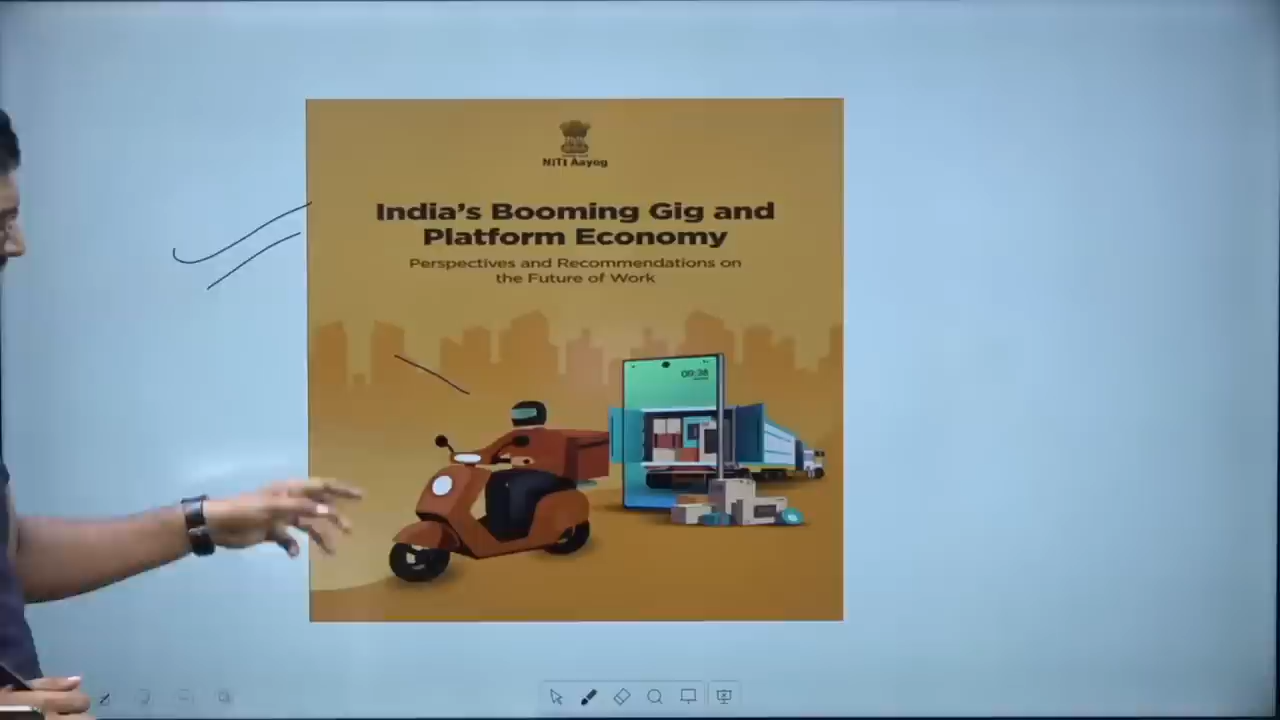 NITI Aayog
India's Booming Gig and
Platform Economy
Perspectives and Recommendations on
the Future of Work
09:38